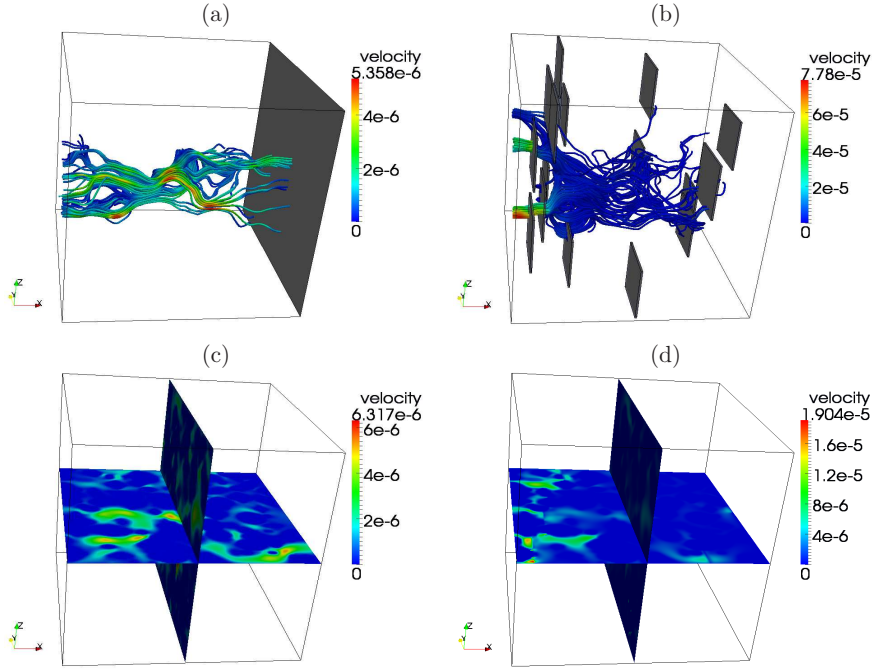 (a)
velocity
5.358e-6
4e-6
2e-6
0
Z
Y
X
(b)
velocity
7.78e-5
6e-5
4e-5
2e-5
0
Z
Y
X
(c)
velocity
6.317e-6
6e-6
4e-6
2e-6
0
Z
Y
X
(d)
velocity
1.904e-5
1.6e-5
1.2e-5
8e-6
4e-6
0
Z
Y
X